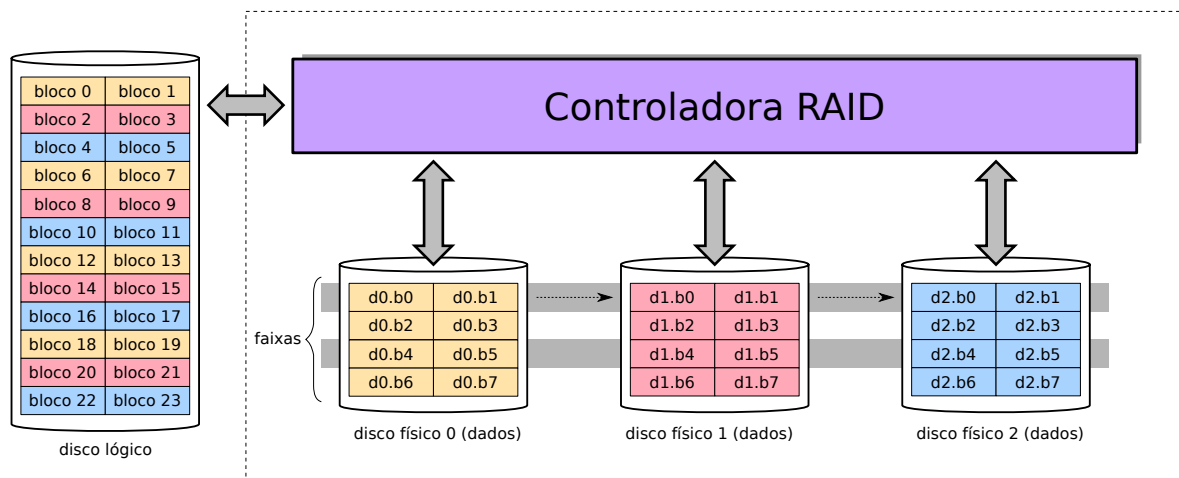 Controladora RAID
bloco 0 bloco 1
bloco 2 bloco 3
bloco 4 bloco 5
bloco 6 bloco 7
bloco 8 bloco 9
bloco 10 bloco 11
bloco 12 bloco 13
bloco 14 bloco 15
bloco 16 bloco 17
bloco 18 bloco 19
bloco 20 bloco 21
bloco 22 bloco 23
disco lógico
faixas
d0.b0 d0.b1
d0.b2 d0.b3
d0.b4 d0.b5
d0.b6 d0.b7
disco físico 0 (dados)
d1.b0 d1.b1
d1.b2 d1.b3
d1.b4 d1.b5
d1.b6 d1.b7
disco físico 1 (dados)
d2.b0 d2.b1
d2.b2 d2.b3
d2.b4 d2.b5
d2.b6 d2.b7
disco físico 2 (dados)